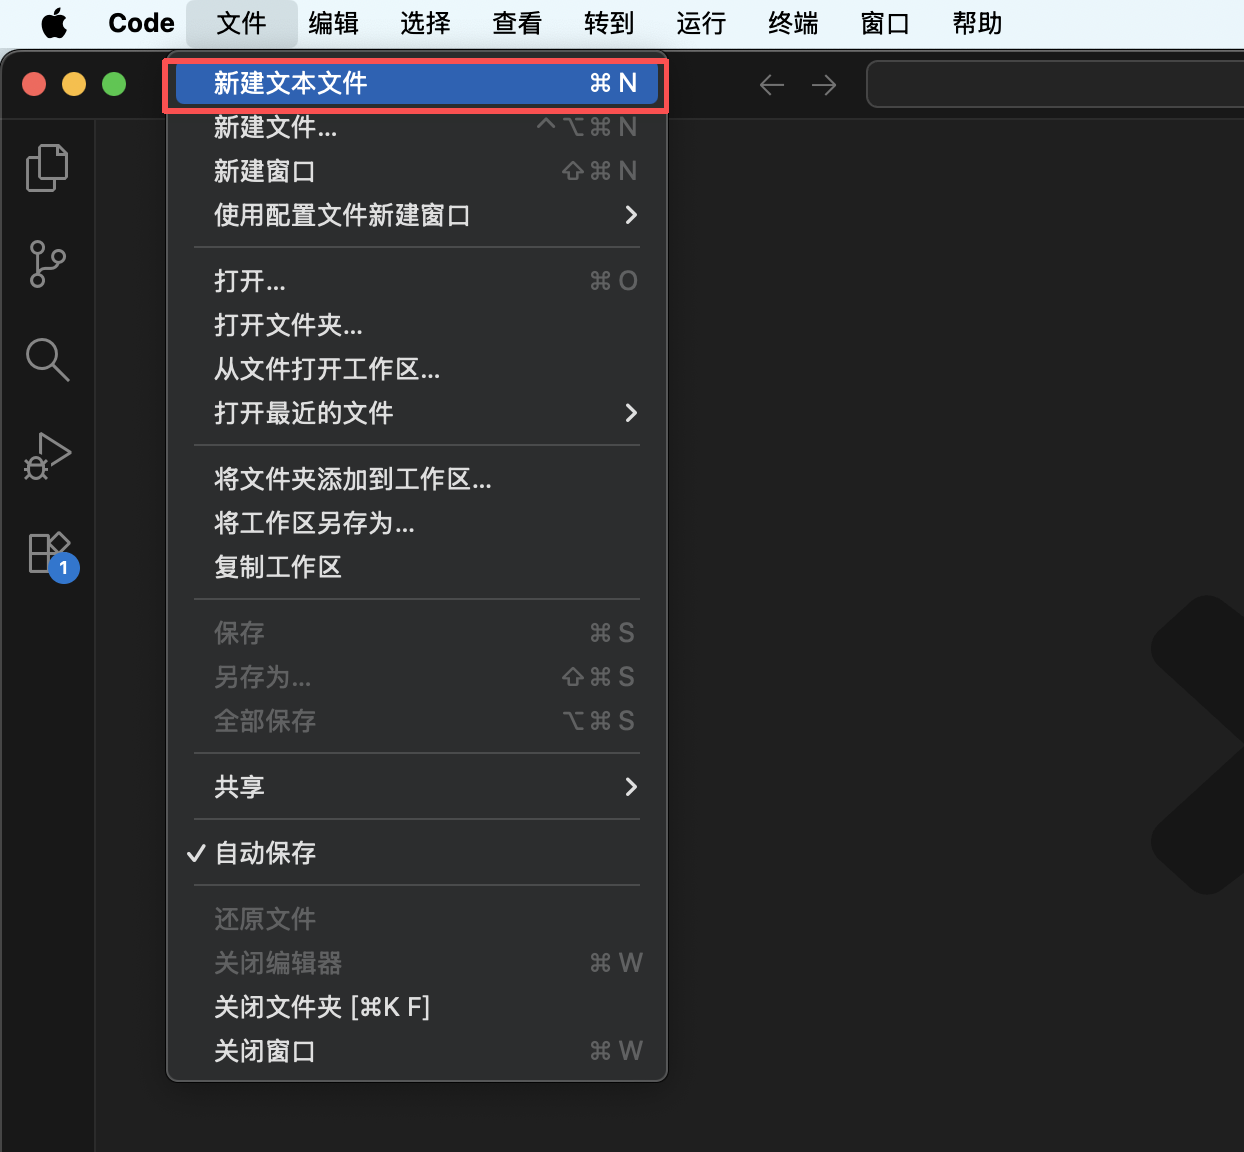 Code 文件 编辑 选择 查看 转到 运行 终端 窗口 帮助
新建文本文件 ⌘ N
新建文件... ^⌥⌘ N
新建窗口 ⇧⌘ N
使用配置文件新建窗口
打开... ⌘ O
打开文件夹...
从文件打开工作区...
打开最近的文件
将文件夹添加到工作区...
将工作区另存为...
复制工作区
1
保存 ⌘ S
另存为... ⇧⌘ S
全部保存 ⌥⌘ S
共享
✓ 自动保存
还原文件
关闭编辑器 ⌘ W
关闭文件夹 [⌘K F]
关闭窗口 ⌘ W